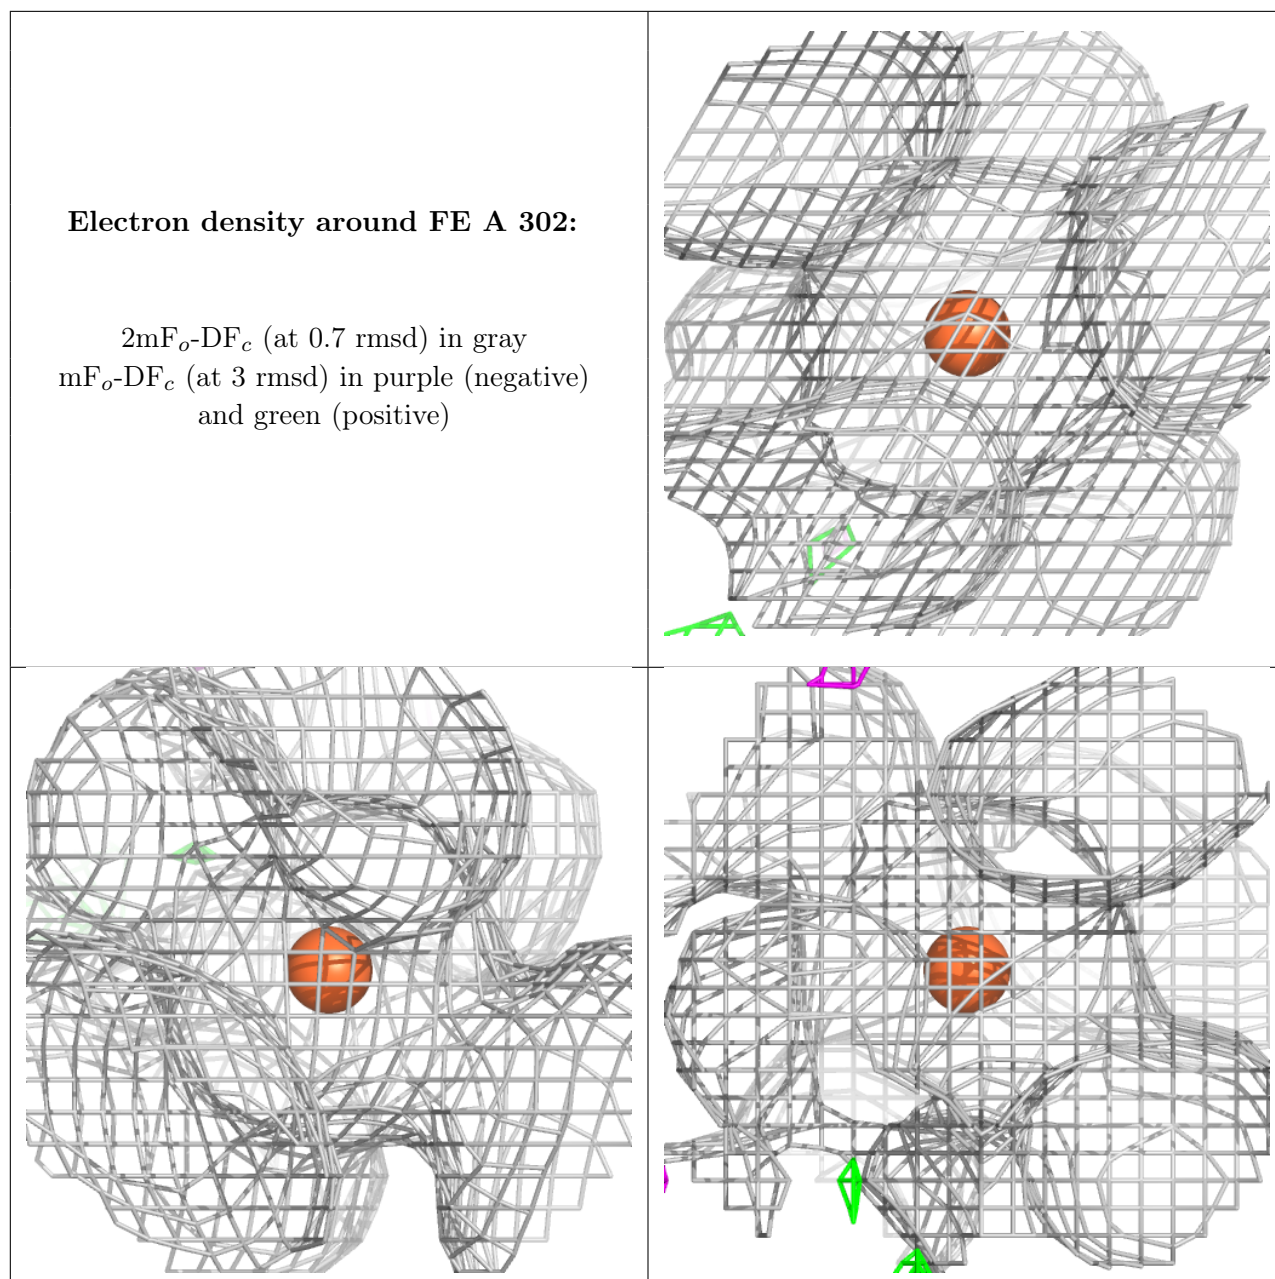 Electron density around FE A 302:
2mFo-DFc (at 0.7 rmsd) in gray
mFo-DFc (at 3 rmsd) in purple (negative)
and green (positive)